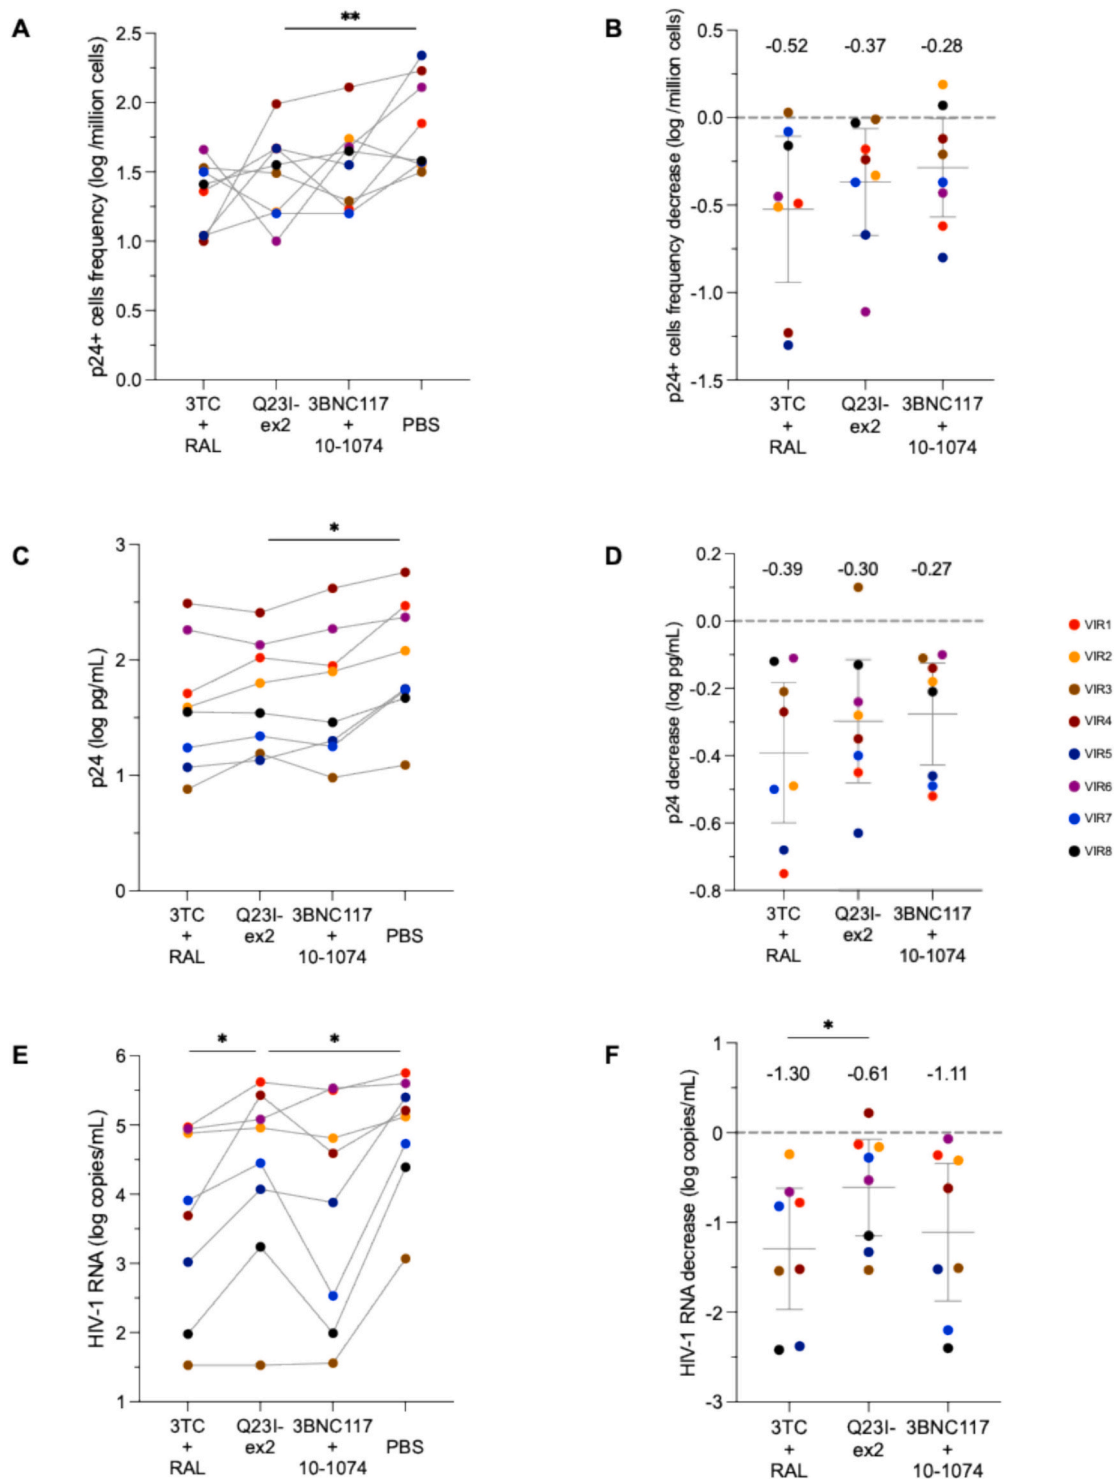 A
**
p24+ cells frequency (log /million cells)
2.5
2.0
1.5
1.0
0.5
0.0
3TC
+
RAL
Q23I-
ex2
3BNC117
+
10-1074
PBS
B
p24+ cells frequency decrease (log /million cells)
0.5
0.0
-0.5
-1.0
-1.5
-0.52
-0.37
-0.28
3TC
+
RAL
Q23I-
ex2
3BNC117
+
10-1074
C
*
p24 (log pg/mL)
3
2
1
0
3TC
+
RAL
Q23I-
ex2
3BNC117
+
10-1074
PBS
D
p24 decrease (log pg/mL)
0.2
0.0
-0.2
-0.4
-0.6
-0.8
-0.39
-0.30
-0.27
3TC
+
RAL
Q23I-
ex2
3BNC117
+
10-1074
VIR1
VIR2
VIR3
VIR4
VIR5
VIR6
VIR7
VIR8
E
*
*
HIV-1 RNA (log copies/mL)
6
5
4
3
2
1
3TC
+
RAL
Q23I-
ex2
3BNC117
+
10-1074
PBS
F
*
HIV-1 RNA decrease (log copies/mL)
1
0
-1
-2
-3
-1.30
-0.61
-1.11
3TC
+
RAL
Q23I-
ex2
3BNC117
+
10-1074